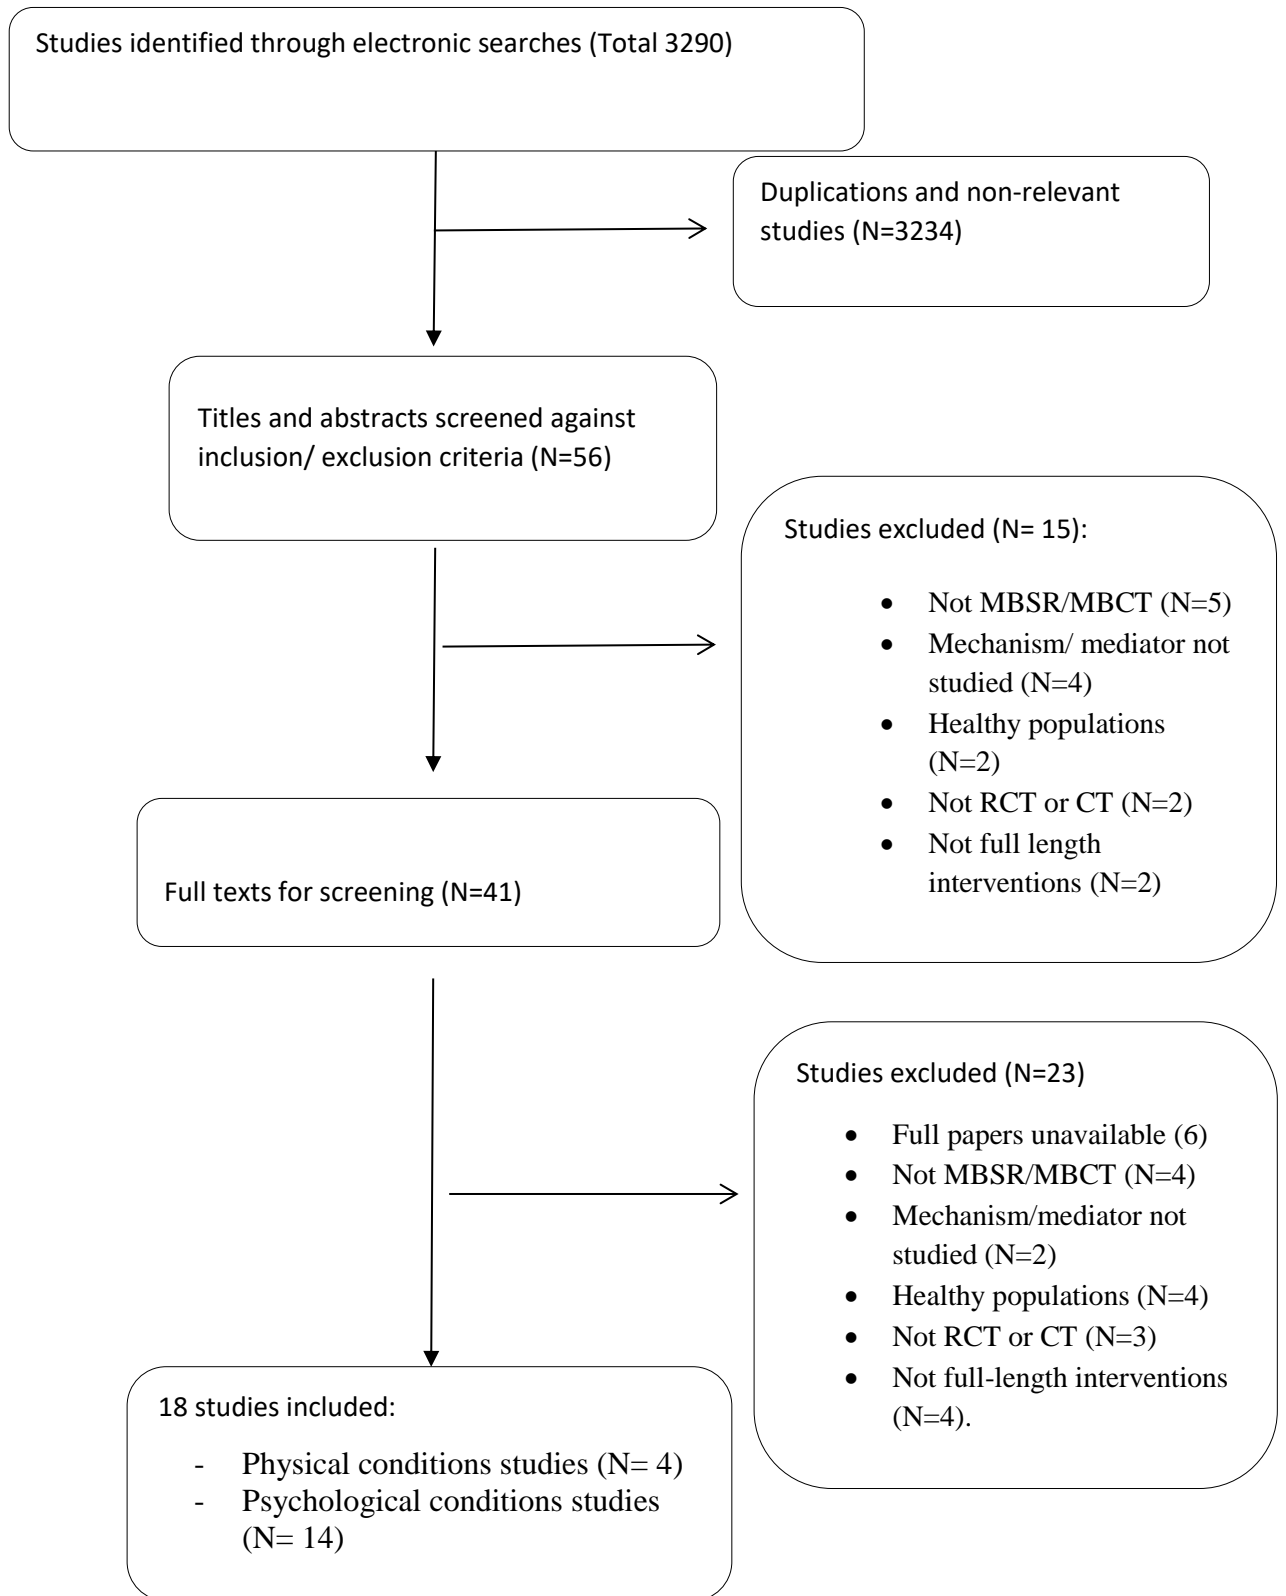 Studies identified through electronic searches (Total 3290)
Duplications and non-relevant
studies (N=3234)
Titles and abstracts screened against
inclusion/ exclusion criteria (N=56)
Studies excluded (N= 15):
• Not MBSR/MBCT (N=5)
• Mechanism/ mediator not
studied (N=4)
• Healthy populations
(N=2)
• Not RCT or CT (N=2)
• Not full length
interventions (N=2)
Full texts for screening (N=41)
Studies excluded (N=23)
• Full papers unavailable (6)
• Not MBSR/MBCT (N=4)
• Mechanism/mediator not
studied (N=2)
• Healthy populations (N=4)
• Not RCT or CT (N=3)
• Not full-length interventions
(N=4).
18 studies included:
- Physical conditions studies (N= 4)
- Psychological conditions studies
(N= 14)